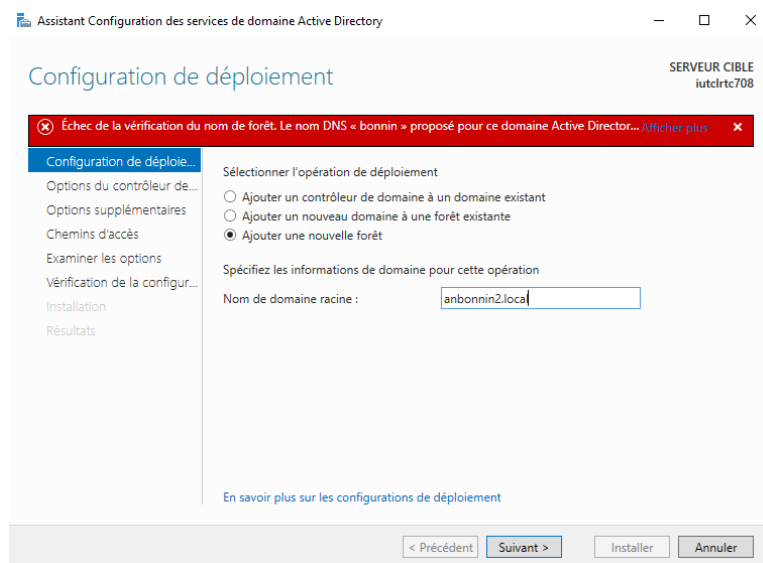 Assistant Configuration des services de domaine Active Directory
Configuration de déploiement
SERVEUR CIBLE
iutclrtc708
Échec de la vérification du nom de forêt. Le nom DNS « bonnin » proposé pour ce domaine Active Director... Afficher plus
Configuration de déploie...
Options du contrôleur de...
Options supplémentaires
Chemins d'accès
Examiner les options
Vérification de la configur...
Installation
Résultats
Sélectionner l'opération de déploiement
Ajouter un contrôleur de domaine à un domaine existant
Ajouter un nouveau domaine à une forêt existante
Ajouter une nouvelle forêt
Spécifiez les informations de domaine pour cette opération
Nom de domaine racine : anbonnin2.local
En savoir plus sur les configurations de déploiement
< Précédent Suivant > Installer Annuler